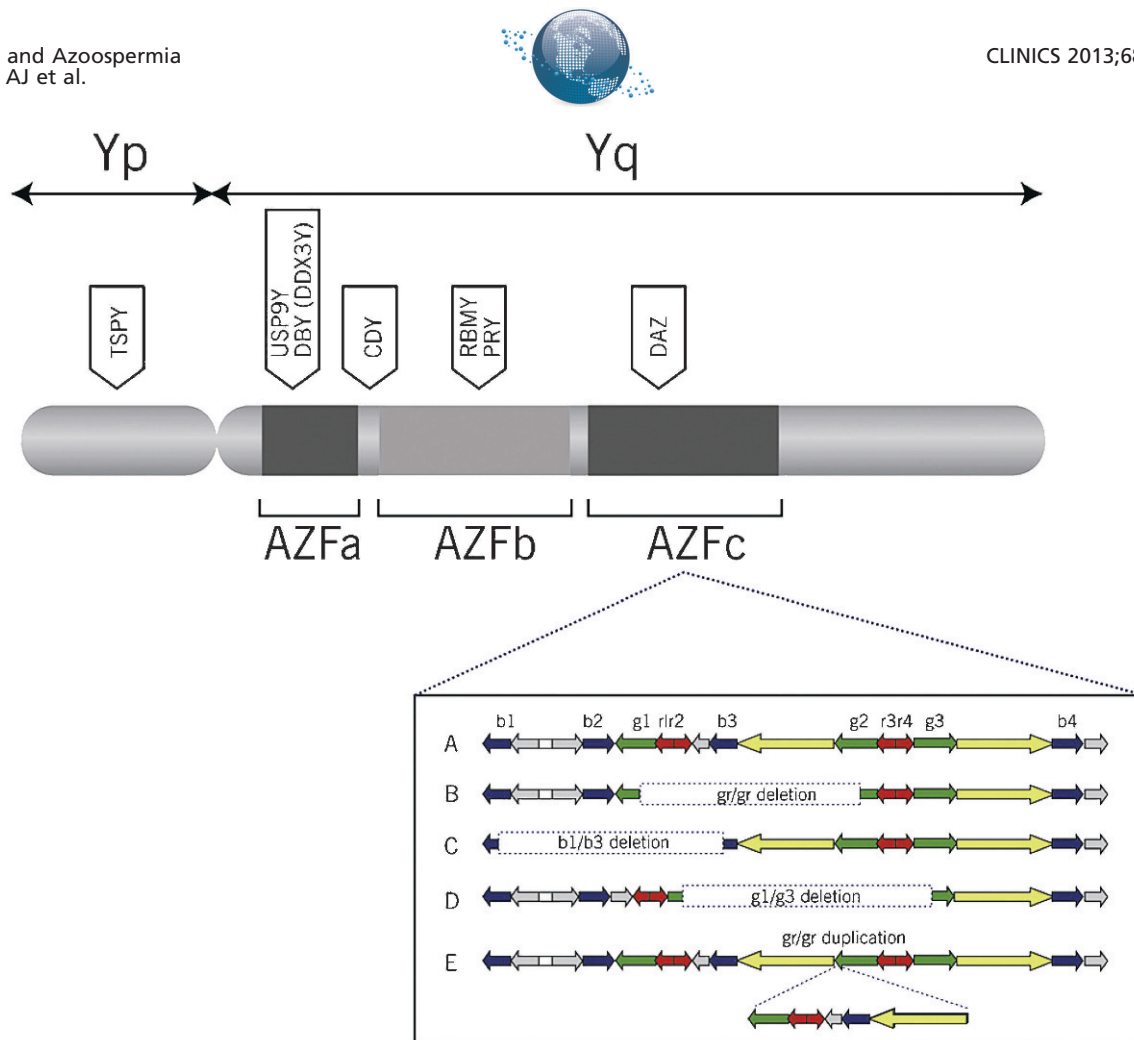 and Azoospermia
AJ et al.
CLINICS 2013;68
Yp
Yq
TSPY
USP9Y
DBY (DDX3Y)
CDY
RBMY
PRY
DAZ
AZFa
AZFb
AZFc
b1 b2 g1 rlr2 b3 g2 r3r4 g3 b4
A
B gr/gr deletion
C b1/b3 deletion
D g1/g3 deletion
gr/gr duplication
E